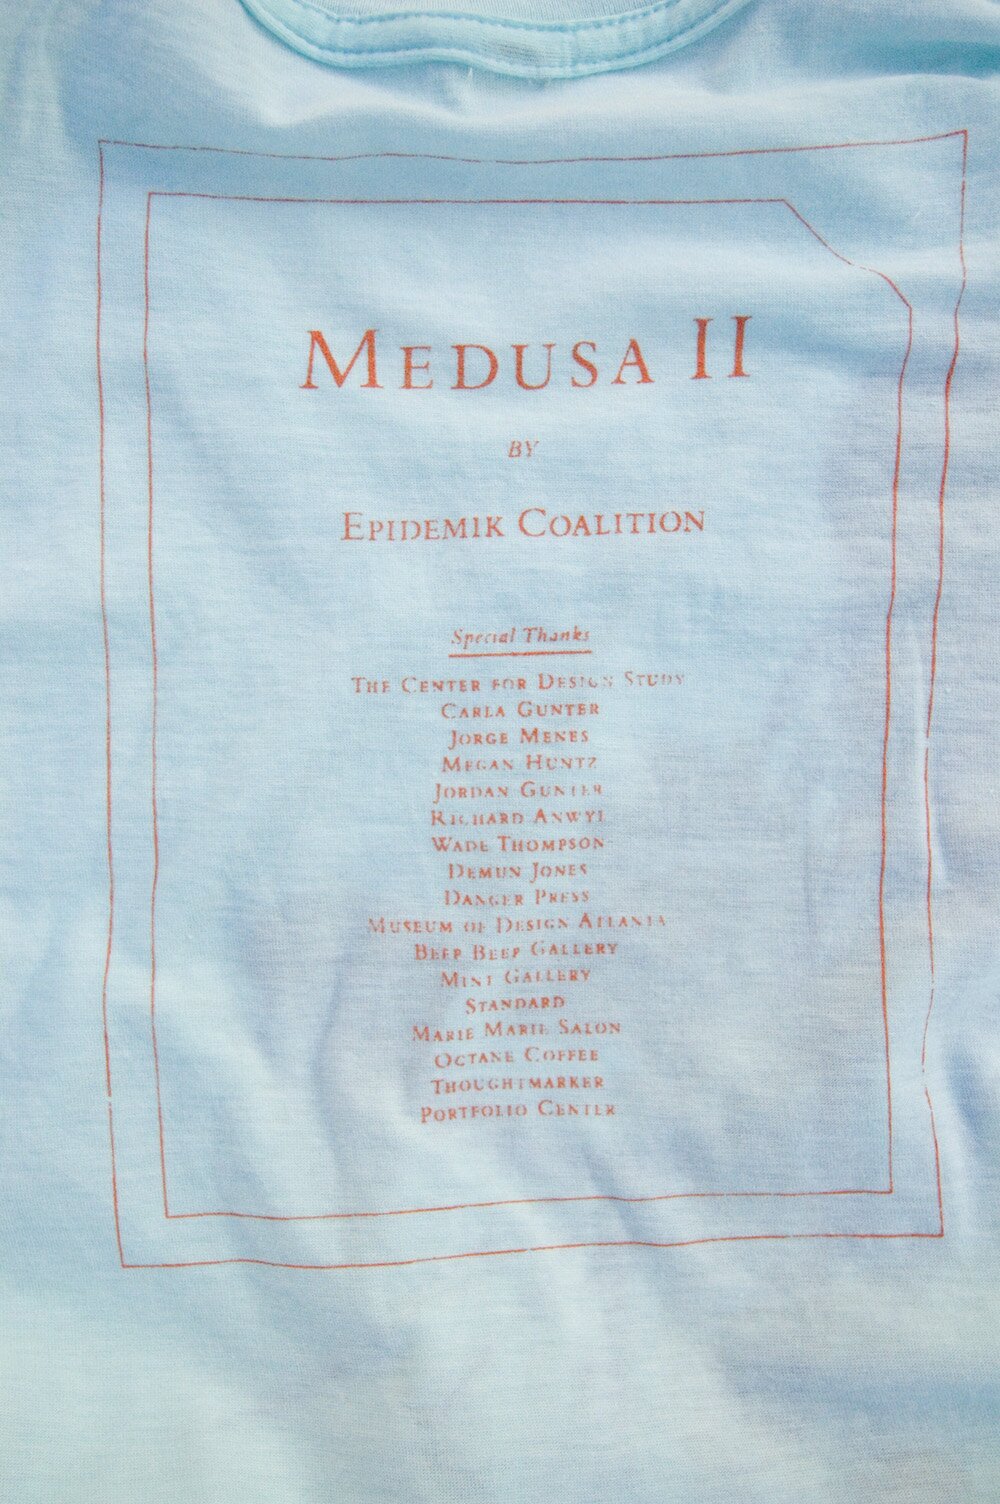 MEDUSA II
BY
EPIDEMIK COALITION
Special Thanks
THE CENTER FOR DESIGN STUDY
CARLA GUNTER
JORGE MENES
MEGAN HUNTZ
JORDAN GUNTER
RICHARD ANWYL
WADE THOMPSON
DEMUN JONES
DANGER PRESS
MUSEUM OF DESIGN ATLANTA
BEEP BEEP GALLERY
MINT GALLERY
STANDARD
MARIE MARIE SALON
OCTANE COFFEE
THOUGHTMARKER
PORTFOLIO CENTER